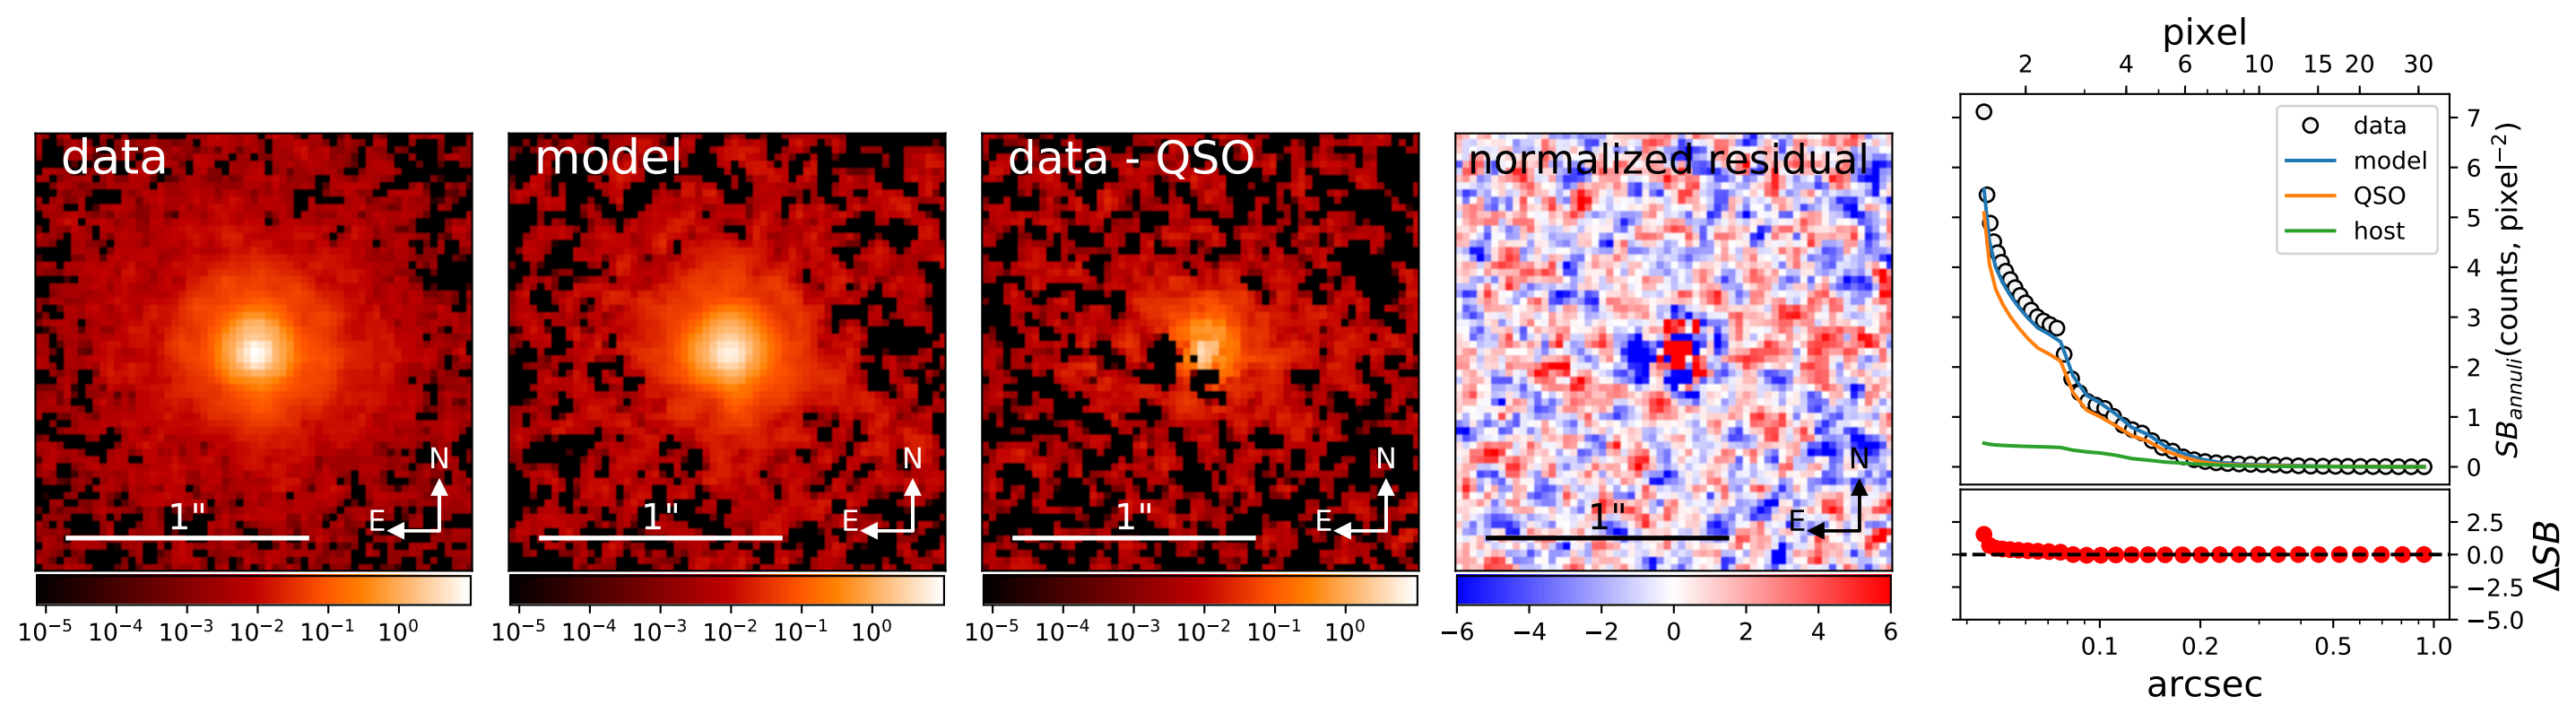 data
N
E
1"
10⁻⁵ 10⁻⁴ 10⁻³ 10⁻² 10⁻¹ 10⁰
model
N
E
1"
10⁻⁵ 10⁻⁴ 10⁻³ 10⁻² 10⁻¹ 10⁰
data - QSO
N
E
1"
10⁻⁵ 10⁻⁴ 10⁻³ 10⁻² 10⁻¹ 10⁰
normalized residual
N
E
1"
−6 −4 −2 0 2 4 6
pixel
2 4 6 10 15 20 30
data
model
QSO
host
7
6
5
4
3
2
1
0
SB_annuli(counts, pixel⁻²)
2.5
0.0
−2.5
−5.0
ΔSB
0.1 0.2 0.5 1.0
arcsec